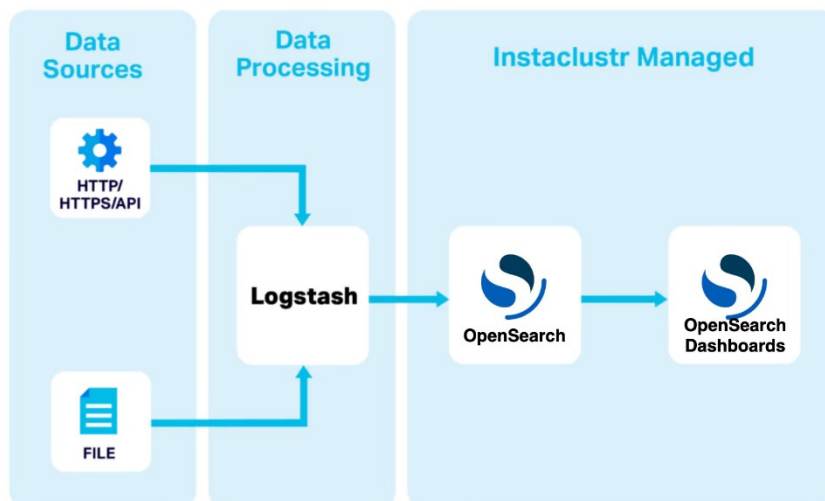 Data
Sources
Data
Processing
Instaclustr Managed
HTTP/
HTTPS/API
Logstash
OpenSearch
OpenSearch
Dashboards
FILE